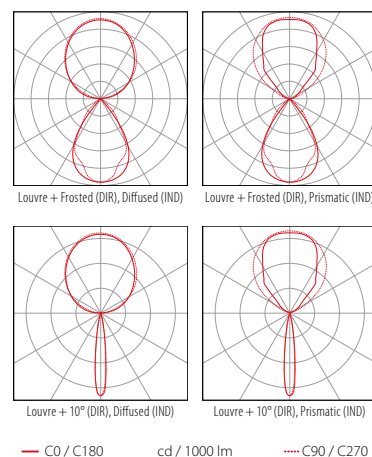 Louvre + Frosted (DIR), Diffused (IND)
Louvre + Frosted (DIR), Prismatic (IND)
Louvre + 10° (DIR), Diffused (IND)
Louvre + 10° (DIR), Prismatic (IND)
C0 / C180 cd / 1000 lm C90 / C270